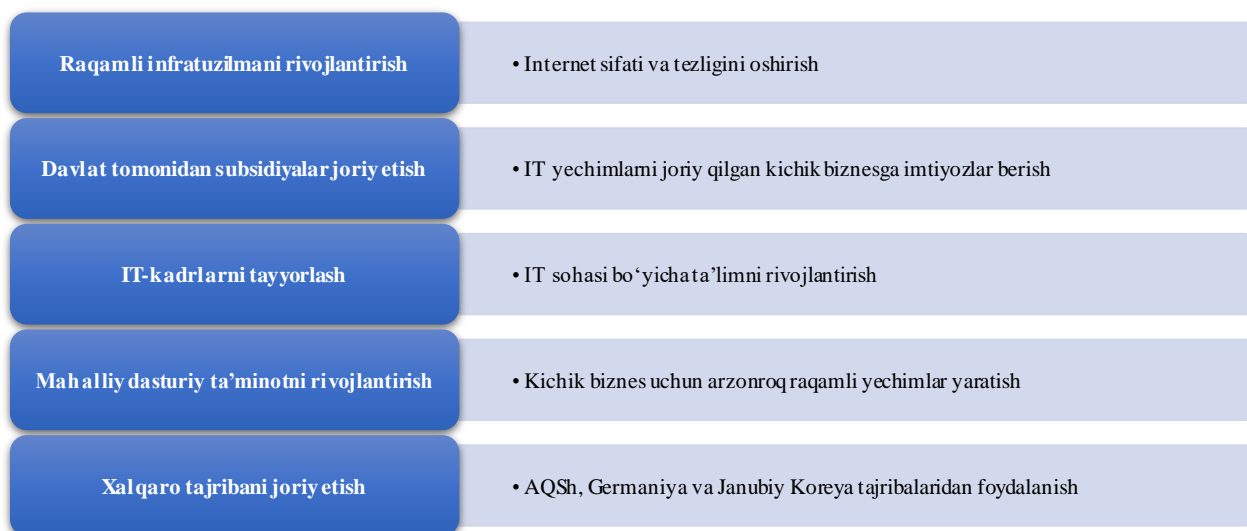 Raqamli infratuzilmani rivojlantirish
• Internet sifati va tezligini oshirish
Davlat tomonidan subsidiyalar joriy etish
• IT yechimlarni joriy qilgan kichik biznesga imtiyozlar berish
IT-kadrlarni tayyorlash
• IT sohasi bo‘yicha ta’limni rivojlantirish
Mahalliy dasturiy ta’minotni rivojlantirish
• Kichik biznes uchun arzonroq raqamli yechimlar yaratish
Xalqaro tajribani joriy etish
• AQSh, Germaniya va Janubiy Koreya tajribalaridan foydalanish